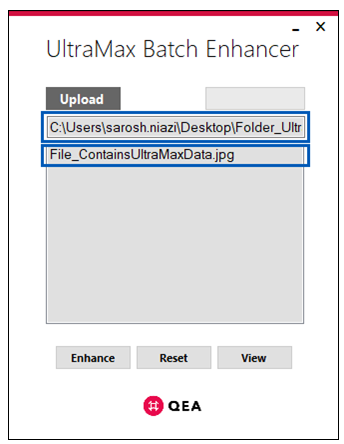 UltraMax Batch Enhancer
Upload
C:\Users\sarosh.niazi\Desktop\Folder_Ultr
File_ContainsUltraMaxData.jpg
Enhance Reset View
QEA